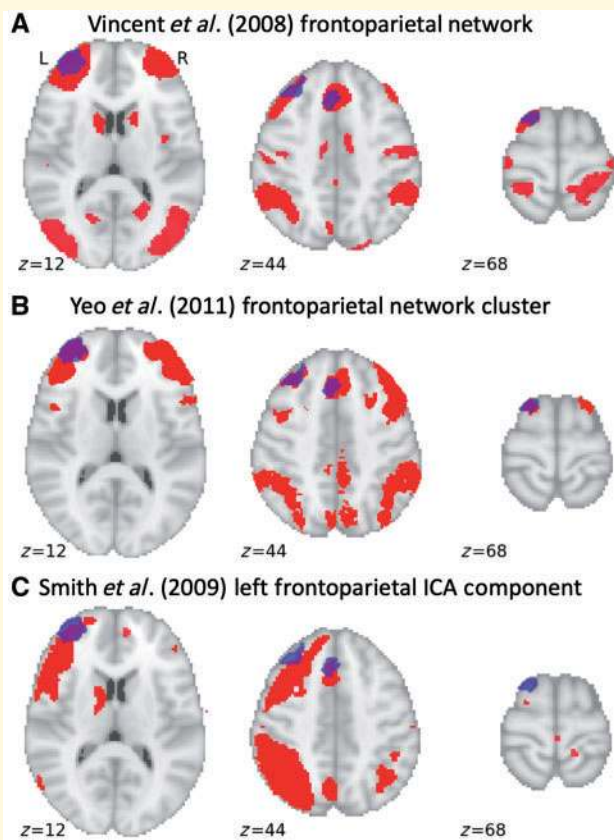 A Vincent et al. (2008) frontoparietal network
L R
z=12 z=44 z=68
B Yeo et al. (2011) frontoparietal network cluster
z=12 z=44 z=68
C Smith et al. (2009) left frontoparietal ICA component
z=12 z=44 z=68